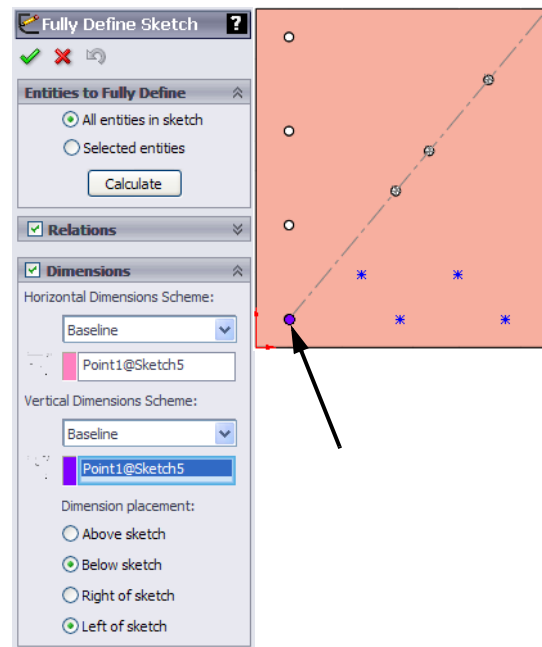 Fully Define Sketch ?
Entities to Fully Define
All entities in sketch
Selected entities
Calculate
Relations
Dimensions
Horizontal Dimensions Scheme:
Baseline
Point1@Sketch5
Vertical Dimensions Scheme:
Baseline
Point1@Sketch5
Dimension placement:
Above sketch
Below sketch
Right of sketch
Left of sketch